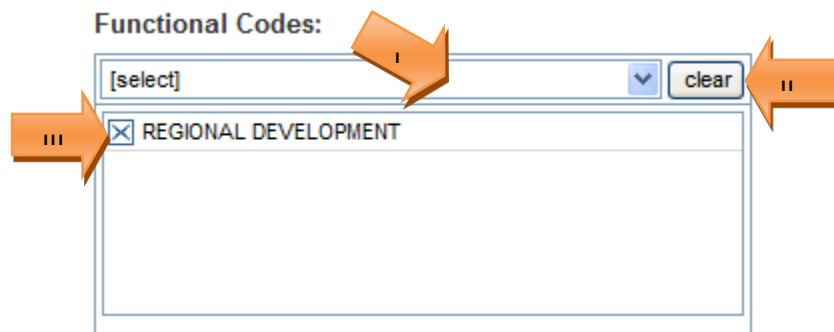 Functional Codes:
I
[select] clear II
III REGIONAL DEVELOPMENT